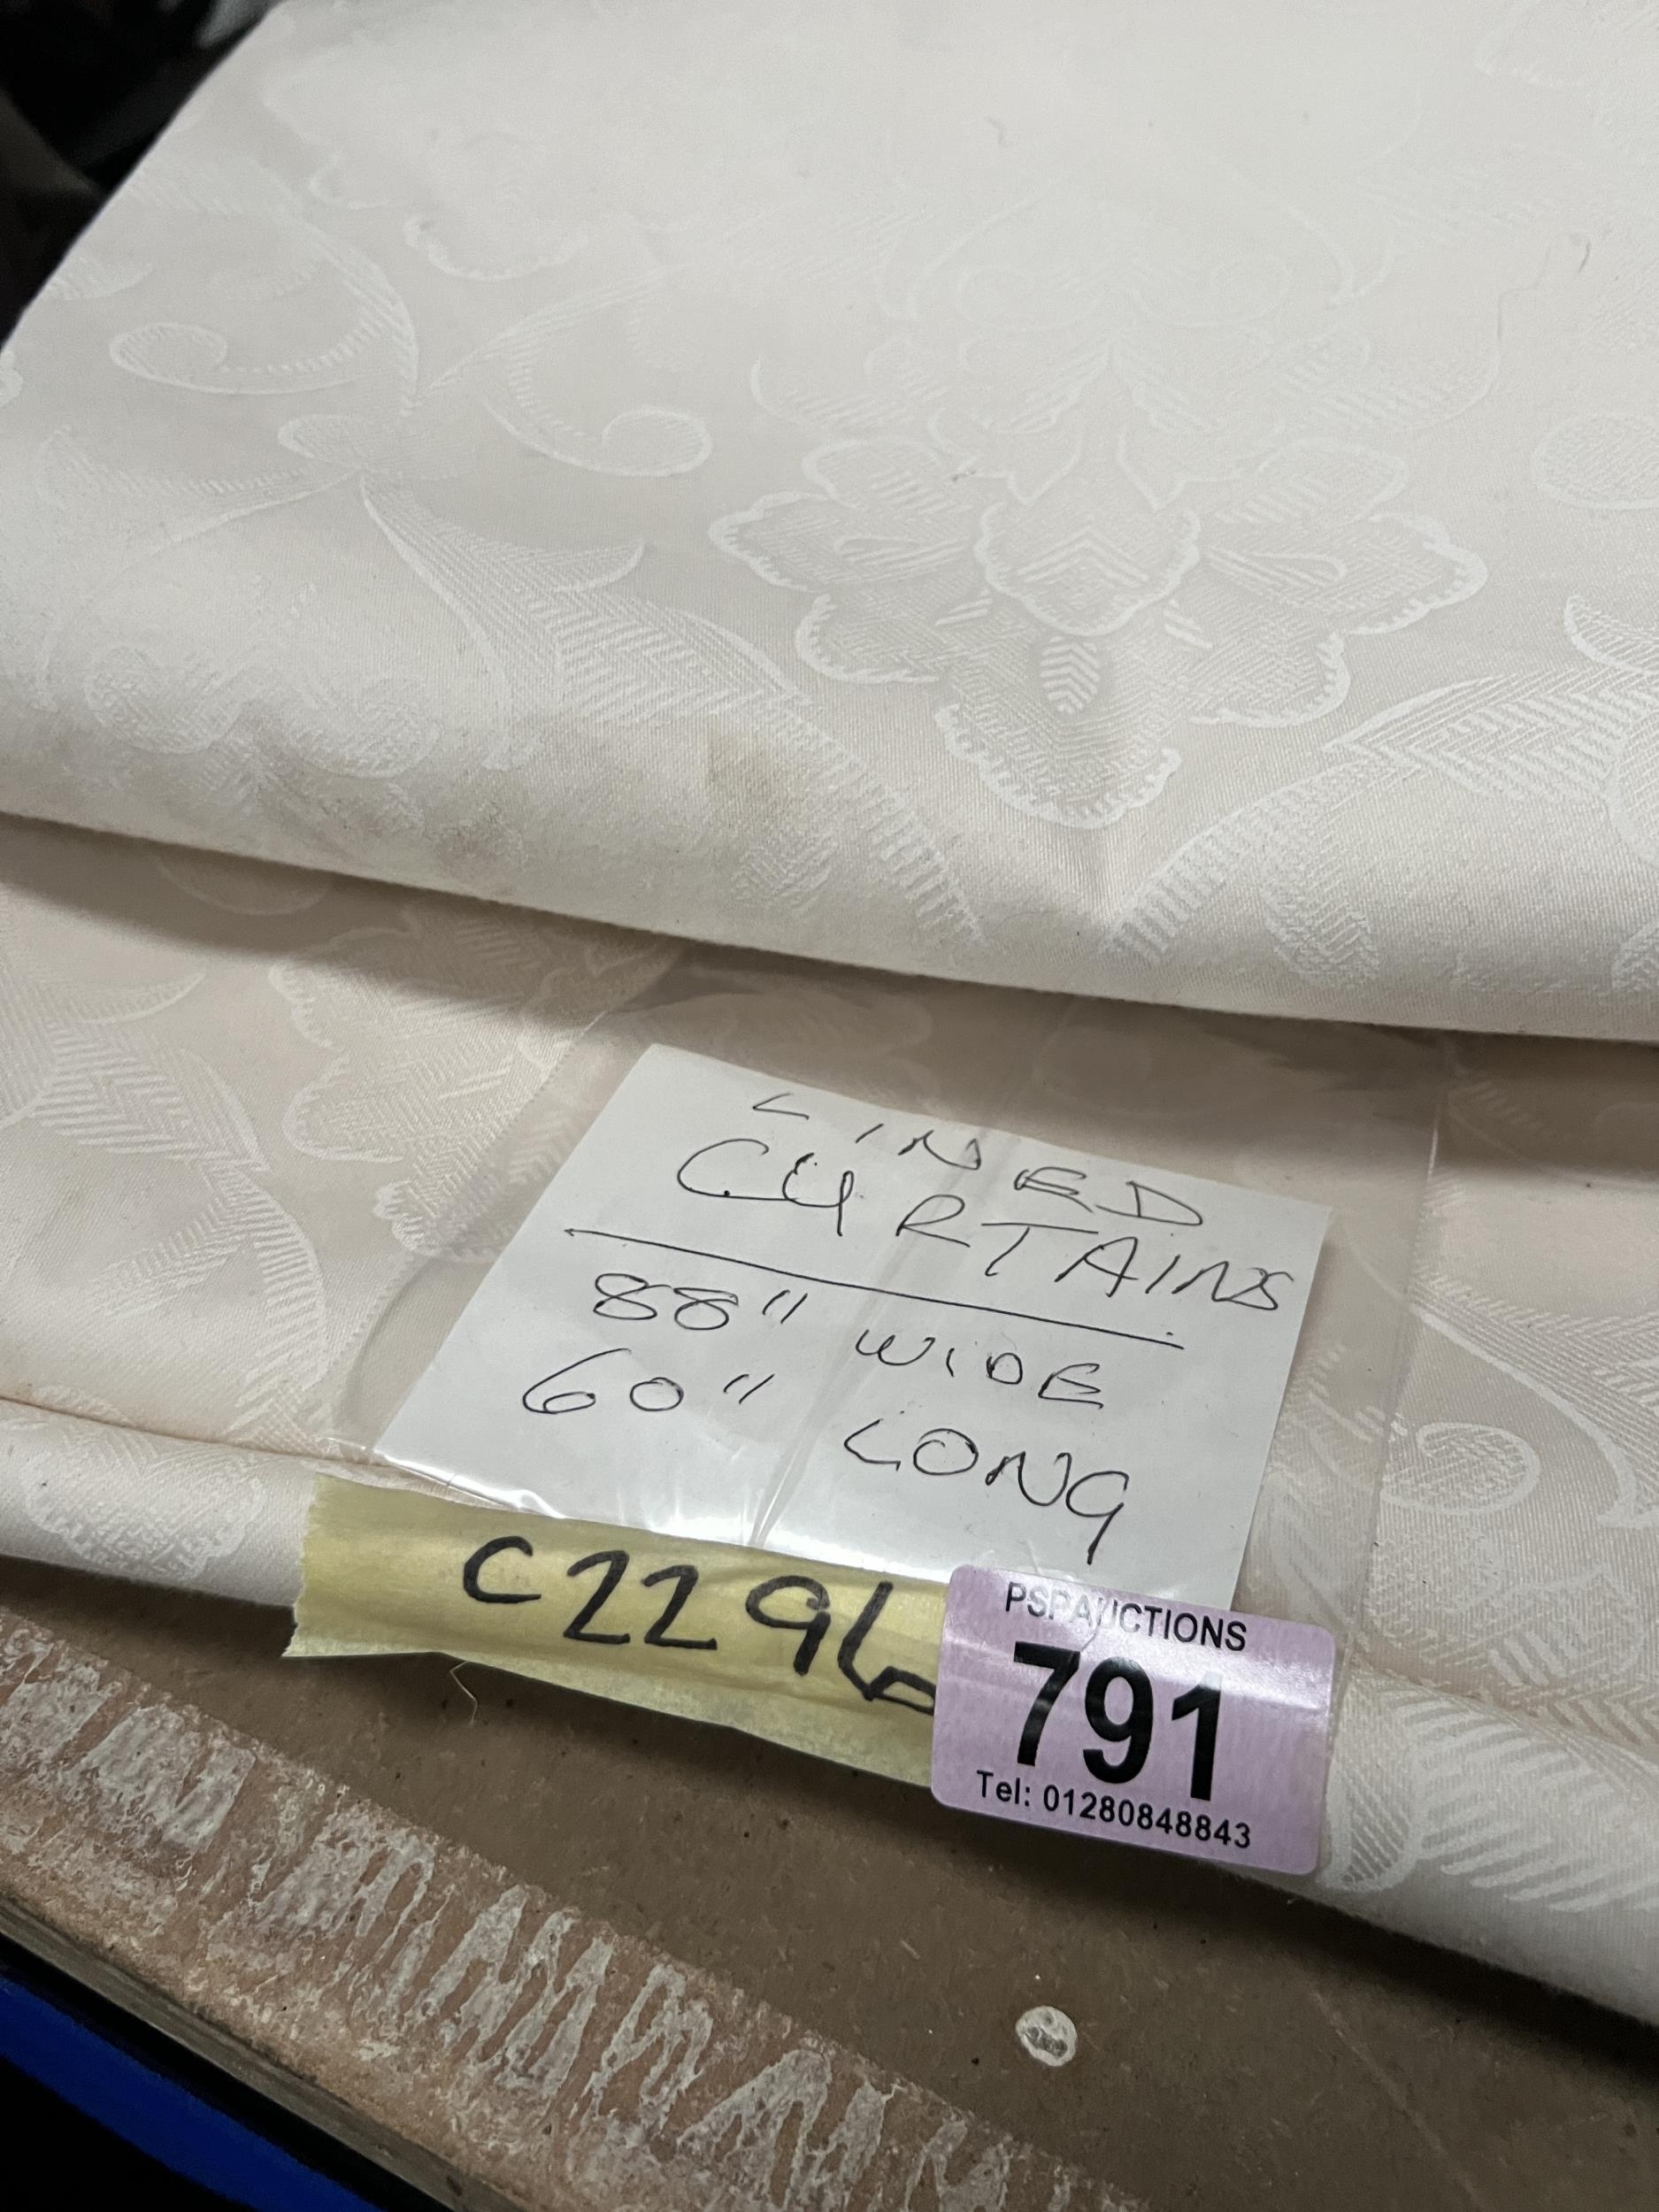 LINED
CURTAINS
88" WIDE
60" LONG
C2296
PSPAUCTIONS
791
Tel: 01280848843